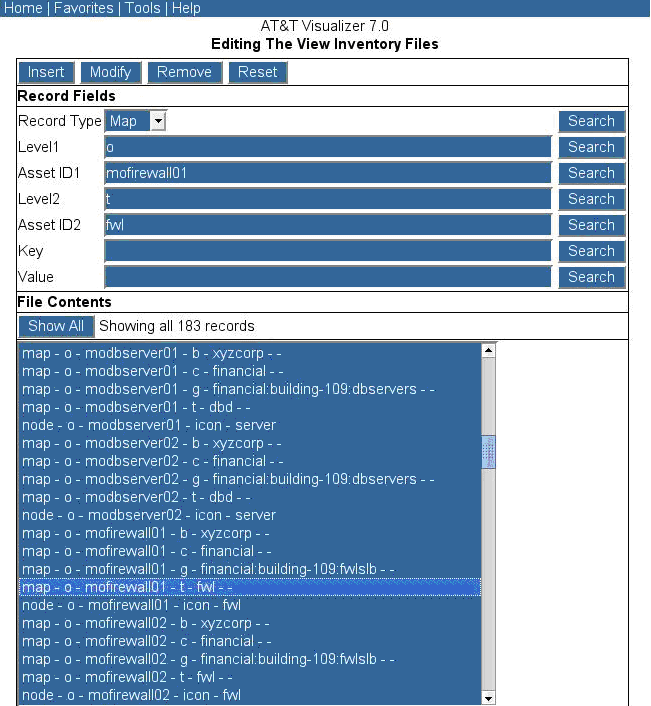 Home | Favorites | Tools | Help
AT&T Visualizer 7.0
Editing The View Inventory Files
Insert Modify Remove Reset
Record Fields
Record Type Map Search
Level1 o Search
Asset ID1 mofirewall01 Search
Level2 t Search
Asset ID2 fwl Search
Key Search
Value Search
File Contents
Show All Showing all 183 records
map - o - modbserver01 - b - xyzcorp - -
map - o - modbserver01 - c - financial - -
map - o - modbserver01 - g - financial:building-109:dbservers - -
map - o - modbserver01 - t - dbd - -
node - o - modbserver01 - icon - server
map - o - modbserver02 - b - xyzcorp - -
map - o - modbserver02 - c - financial - -
map - o - modbserver02 - g - financial:building-109:dbservers - -
map - o - modbserver02 - t - dbd - -
node - o - modbserver02 - icon - server
map - o - mofirewall01 - b - xyzcorp - -
map - o - mofirewall01 - c - financial - -
map - o - mofirewall01 - g - financial:building-109:fwlslb - -
map - o - mofirewall01 - t - fwl - -
node - o - mofirewall01 - icon - fwl
map - o - mofirewall02 - b - xyzcorp - -
map - o - mofirewall02 - c - financial - -
map - o - mofirewall02 - g - financial:building-109:fwlslb - -
map - o - mofirewall02 - t - fwl - -
node - o - mofirewall02 - icon - fwl